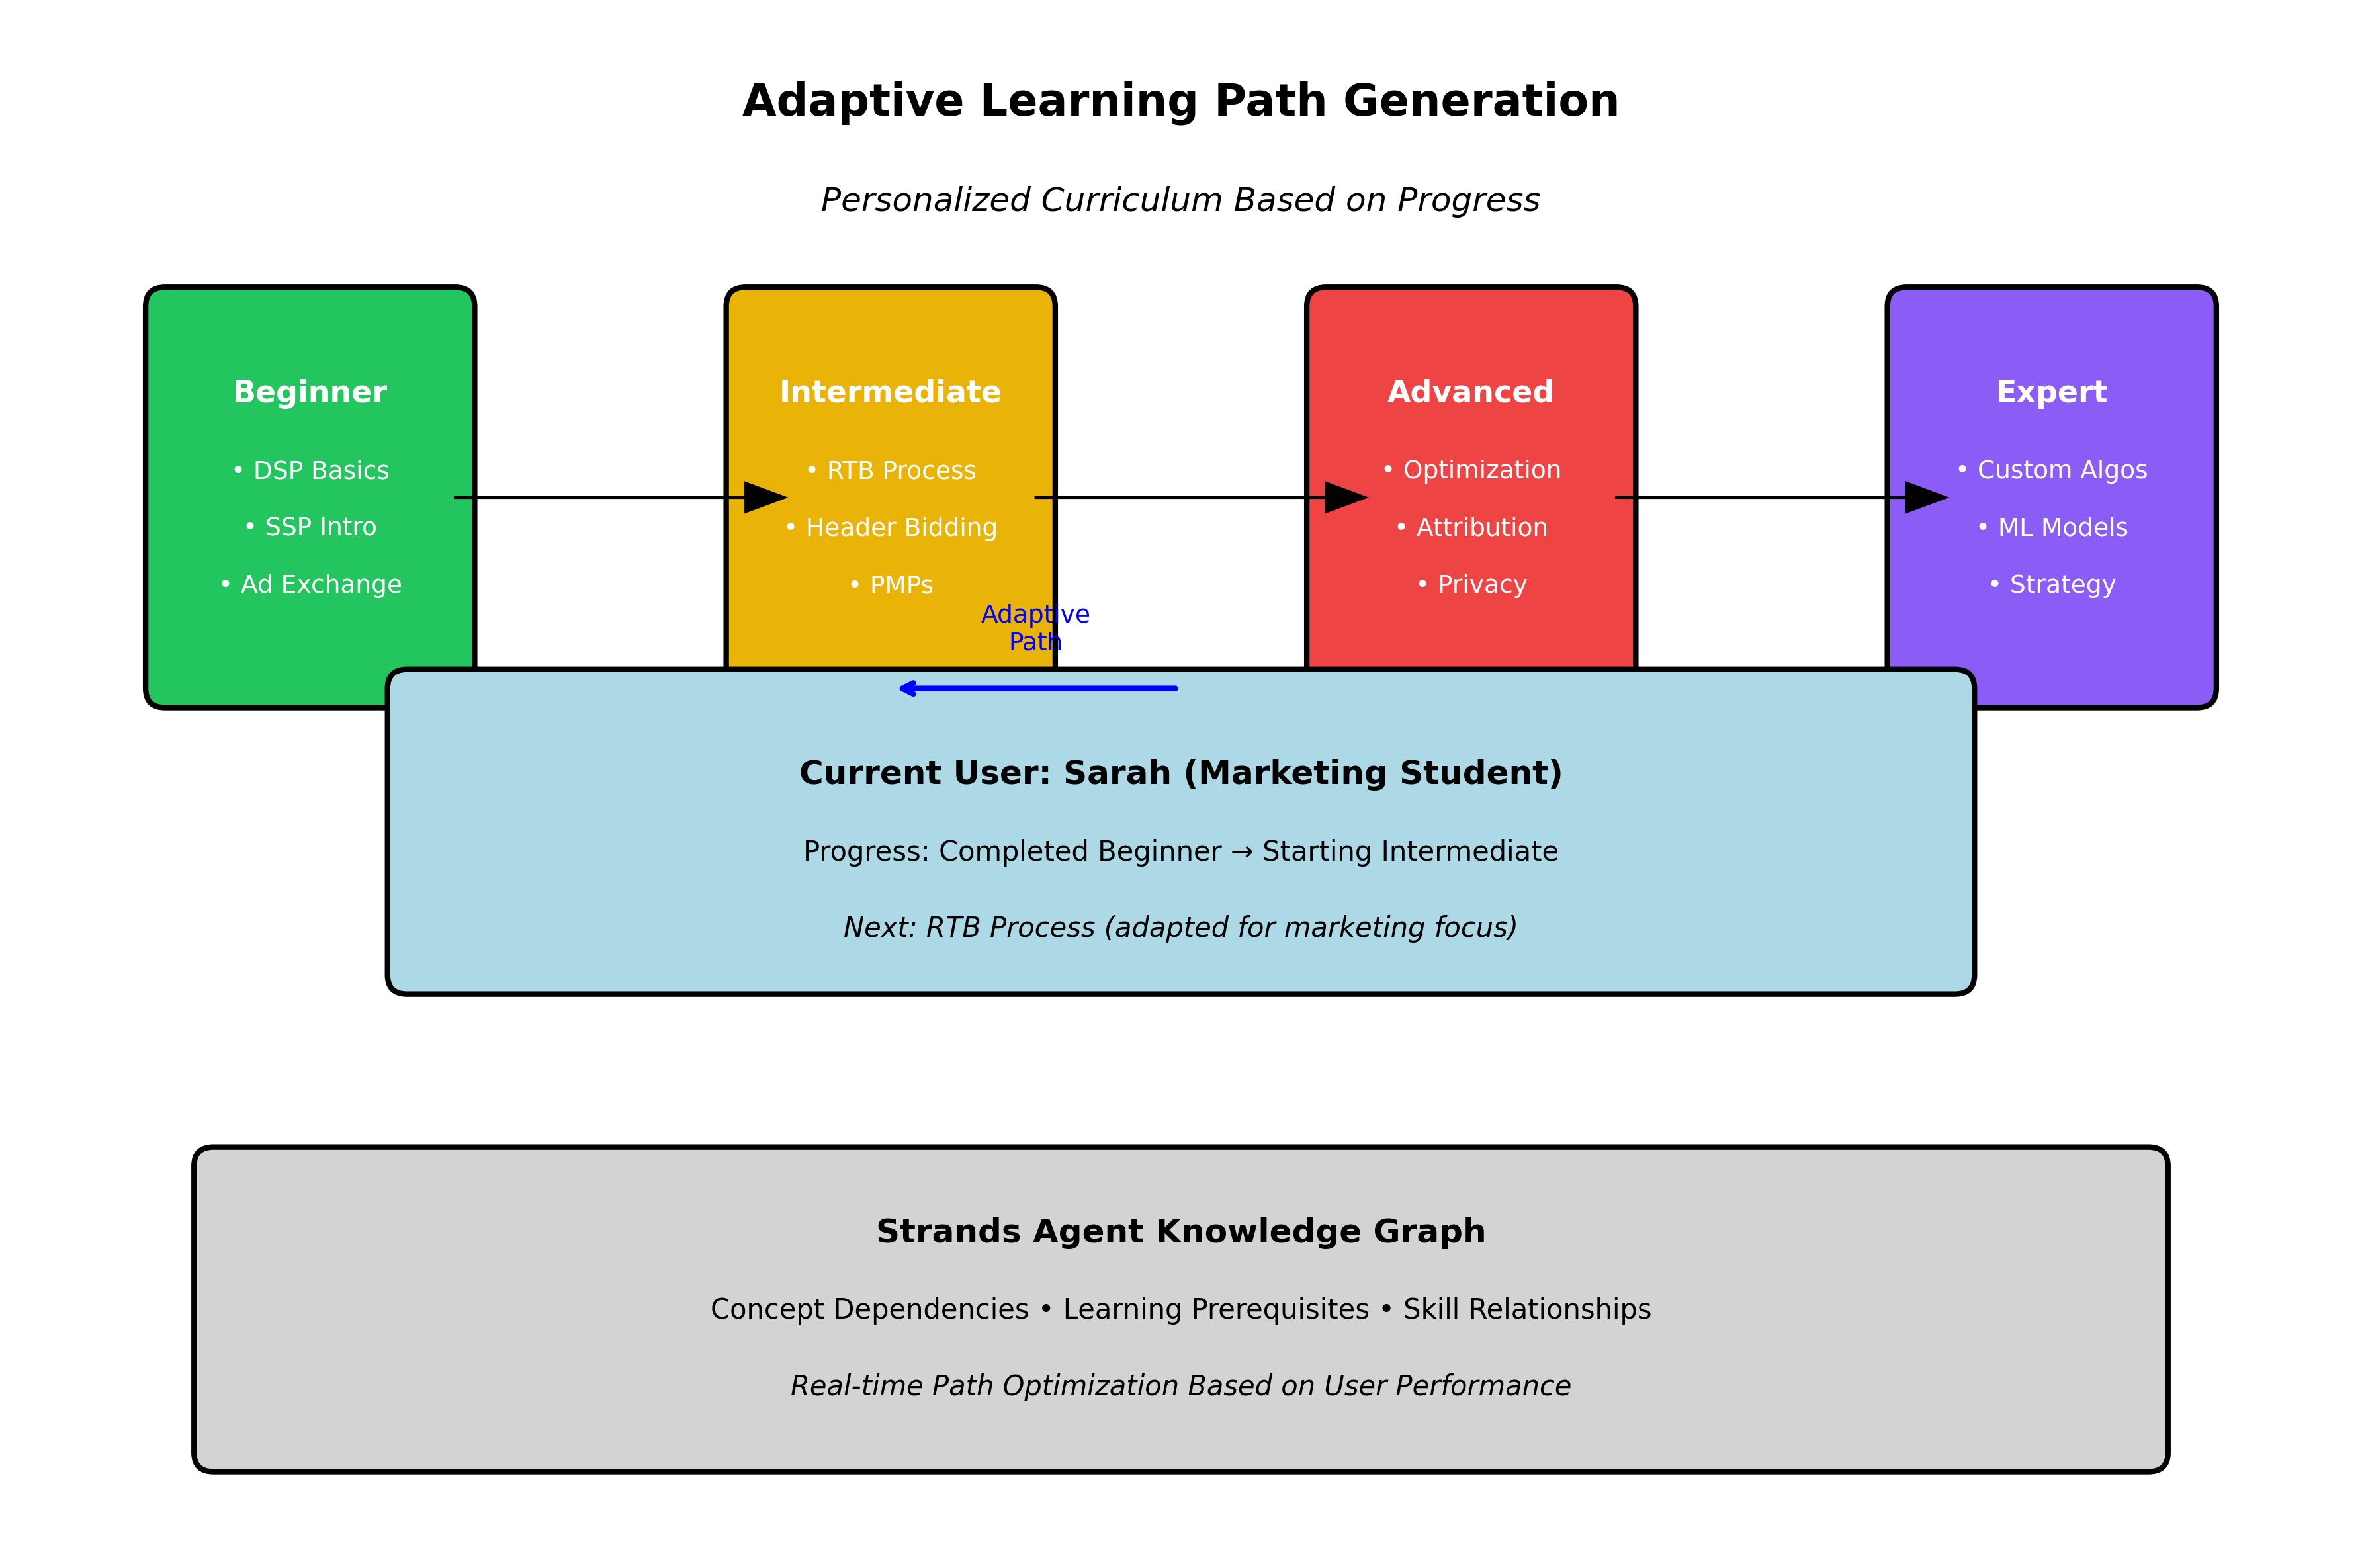 Adaptive Learning Path Generation
Personalized Curriculum Based on Progress
Beginner
• DSP Basics
• SSP Intro
• Ad Exchange
Intermediate
• RTB Process
• Header Bidding
• PMPs
Advanced
• Optimization
• Attribution
• Privacy
Expert
• Custom Algos
• ML Models
• Strategy
Adaptive
Path
Current User: Sarah (Marketing Student)
Progress: Completed Beginner → Starting Intermediate
Next: RTB Process (adapted for marketing focus)
Strands Agent Knowledge Graph
Concept Dependencies • Learning Prerequisites • Skill Relationships
Real-time Path Optimization Based on User Performance